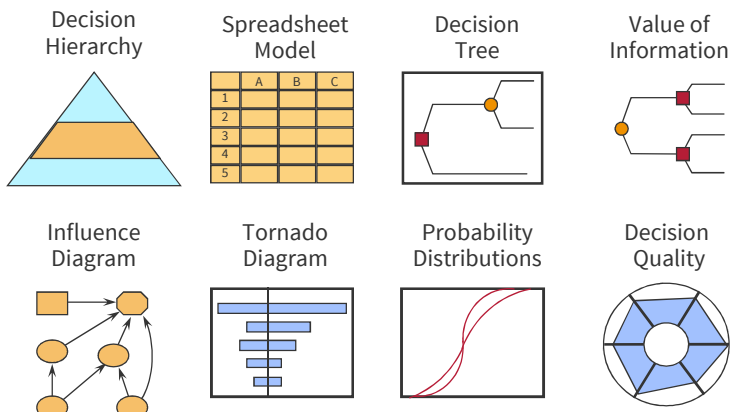 Decision
Hierarchy
Spreadsheet
Model
Decision
Tree
Value of
Information
A B C
1
2
3
4
5
Influence
Diagram
Tornado
Diagram
Probability
Distributions
Decision
Quality